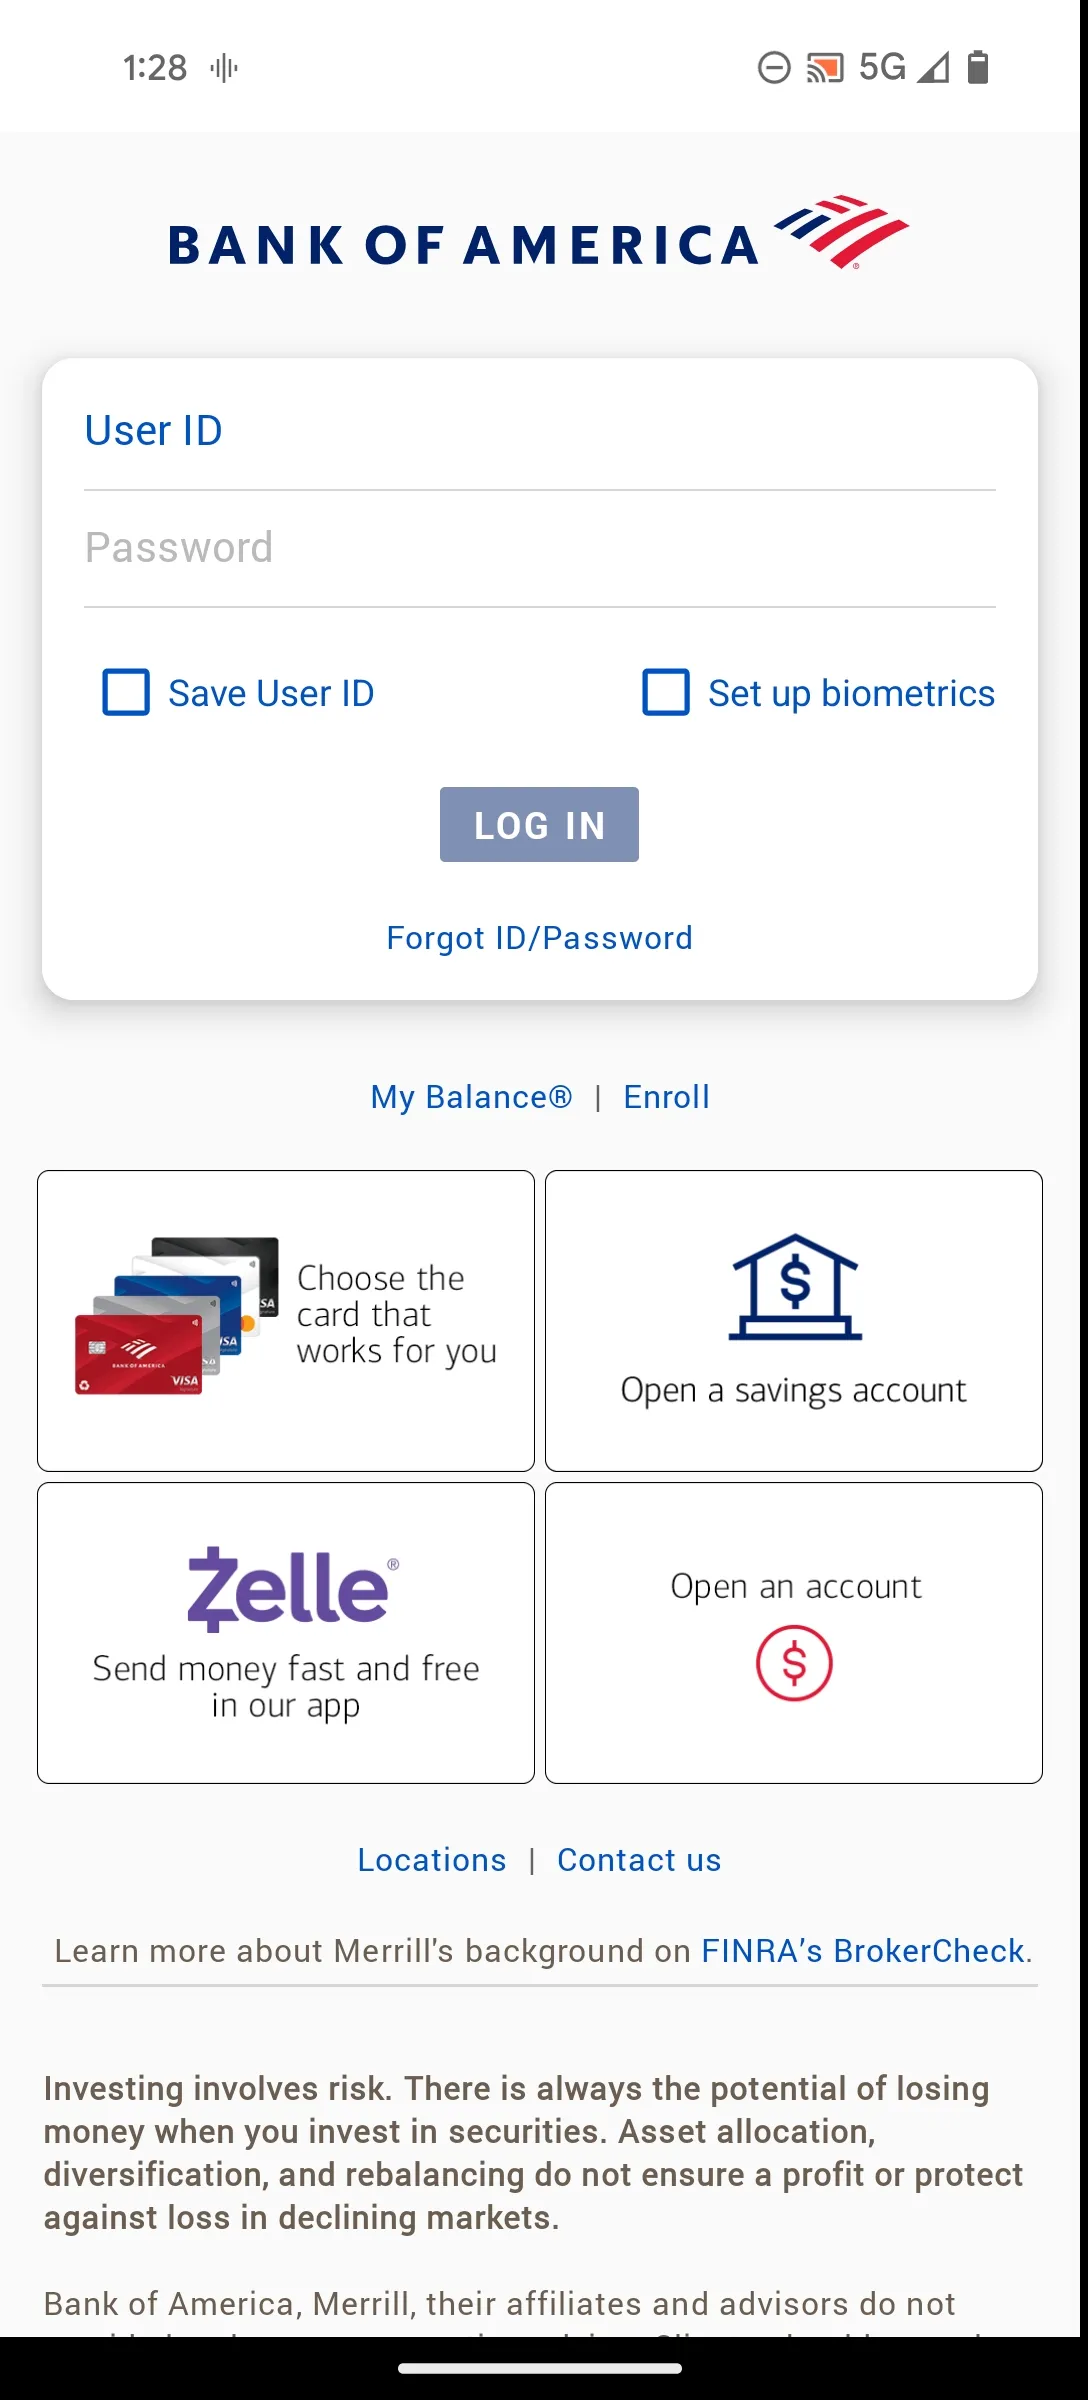 1:28
5G
BANK OF AMERICA
User ID
Password
Save User ID
Set up biometrics
LOG IN
Forgot ID/Password
My Balance® | Enroll
Choose the
card that
works for you
BANK OF AMERICA
VISA
Open a savings account
Zelle®
Send money fast and free
in our app
Open an account
Locations | Contact us
Learn more about Merrill's background on FINRA's BrokerCheck.
Investing involves risk. There is always the potential of losing
money when you invest in securities. Asset allocation,
diversification, and rebalancing do not ensure a profit or protect
against loss in declining markets.
Bank of America, Merrill, their affiliates and advisors do not